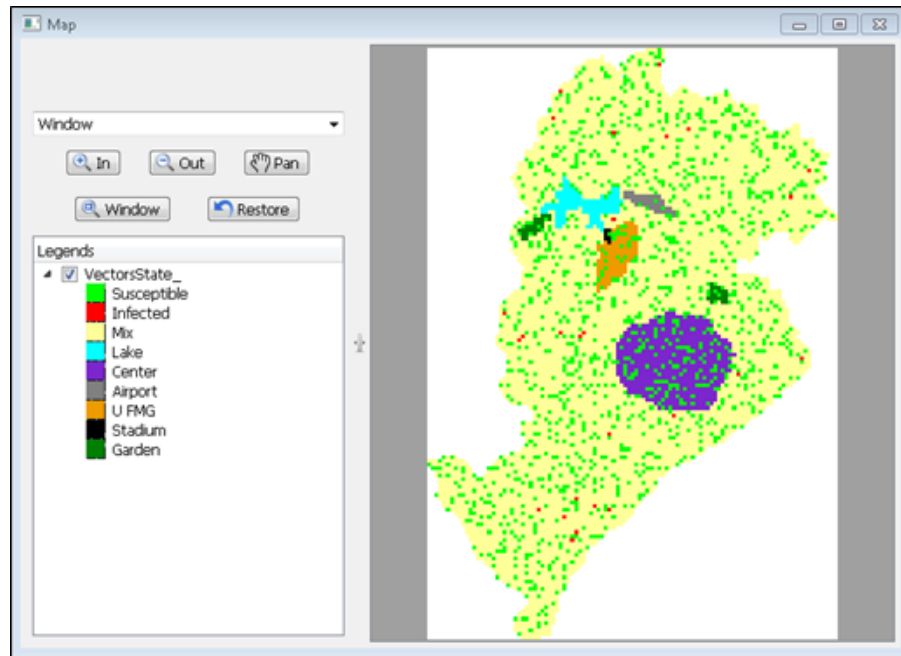 Map
Window
In Out Pan
Window Restore
Legends
VectorsState_
Susceptible
Infected
Mix
Lake
Center
Airport
U FMG
Stadium
Garden